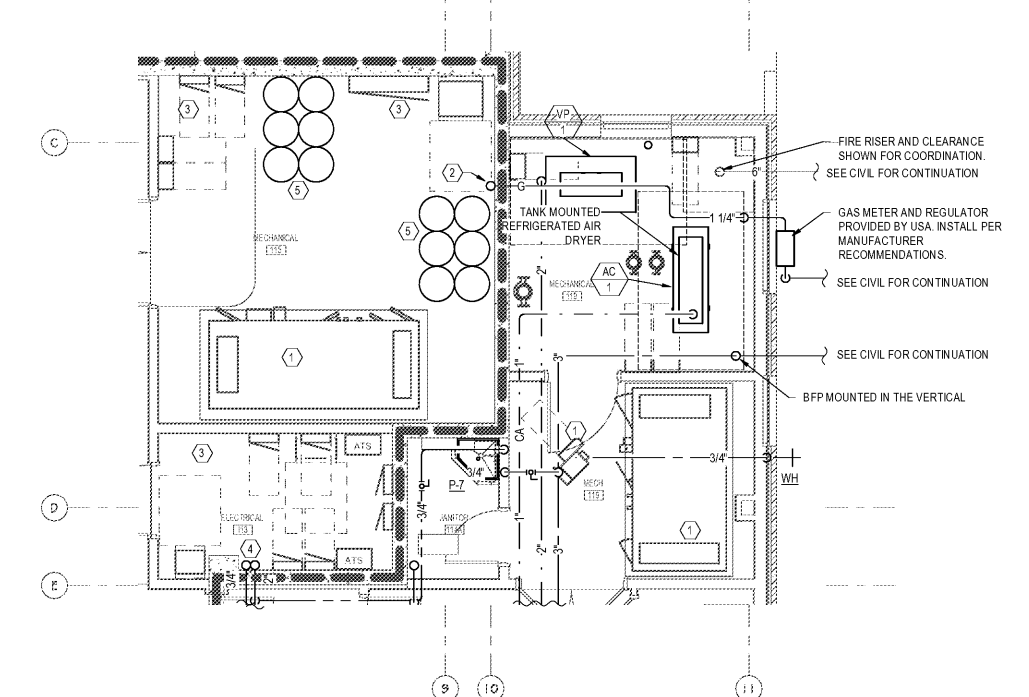 C
3
3
VP
1
FIRE RISER AND CLEARANCE
SHOWN FOR COORDINATION.
6"
SEE CIVIL FOR CONTINUATION
2
G
5
5
TANK MOUNTED
REFRIGERATED AIR
DRYER
1 1/4"
GAS METER AND REGULATOR
PROVIDED BY USA. INSTALL PER
MANUFACTURER
RECOMMENDATIONS.
MECHANICAL
MECHANICAL
119
2"
AC
1
SEE CIVIL FOR CONTINUATION
1
1"
3"
SEE CIVIL FOR CONTINUATION
BFP MOUNTED IN THE VERTICAL
CA
1
3
ATS
3/4"
P-7
3/4"
WH
MECH
119
3/4"
D
ELECTRICAL
113
JANITOR
1"
2"
3"
1
4
ATS
E
3/4"
2"
9
10
11